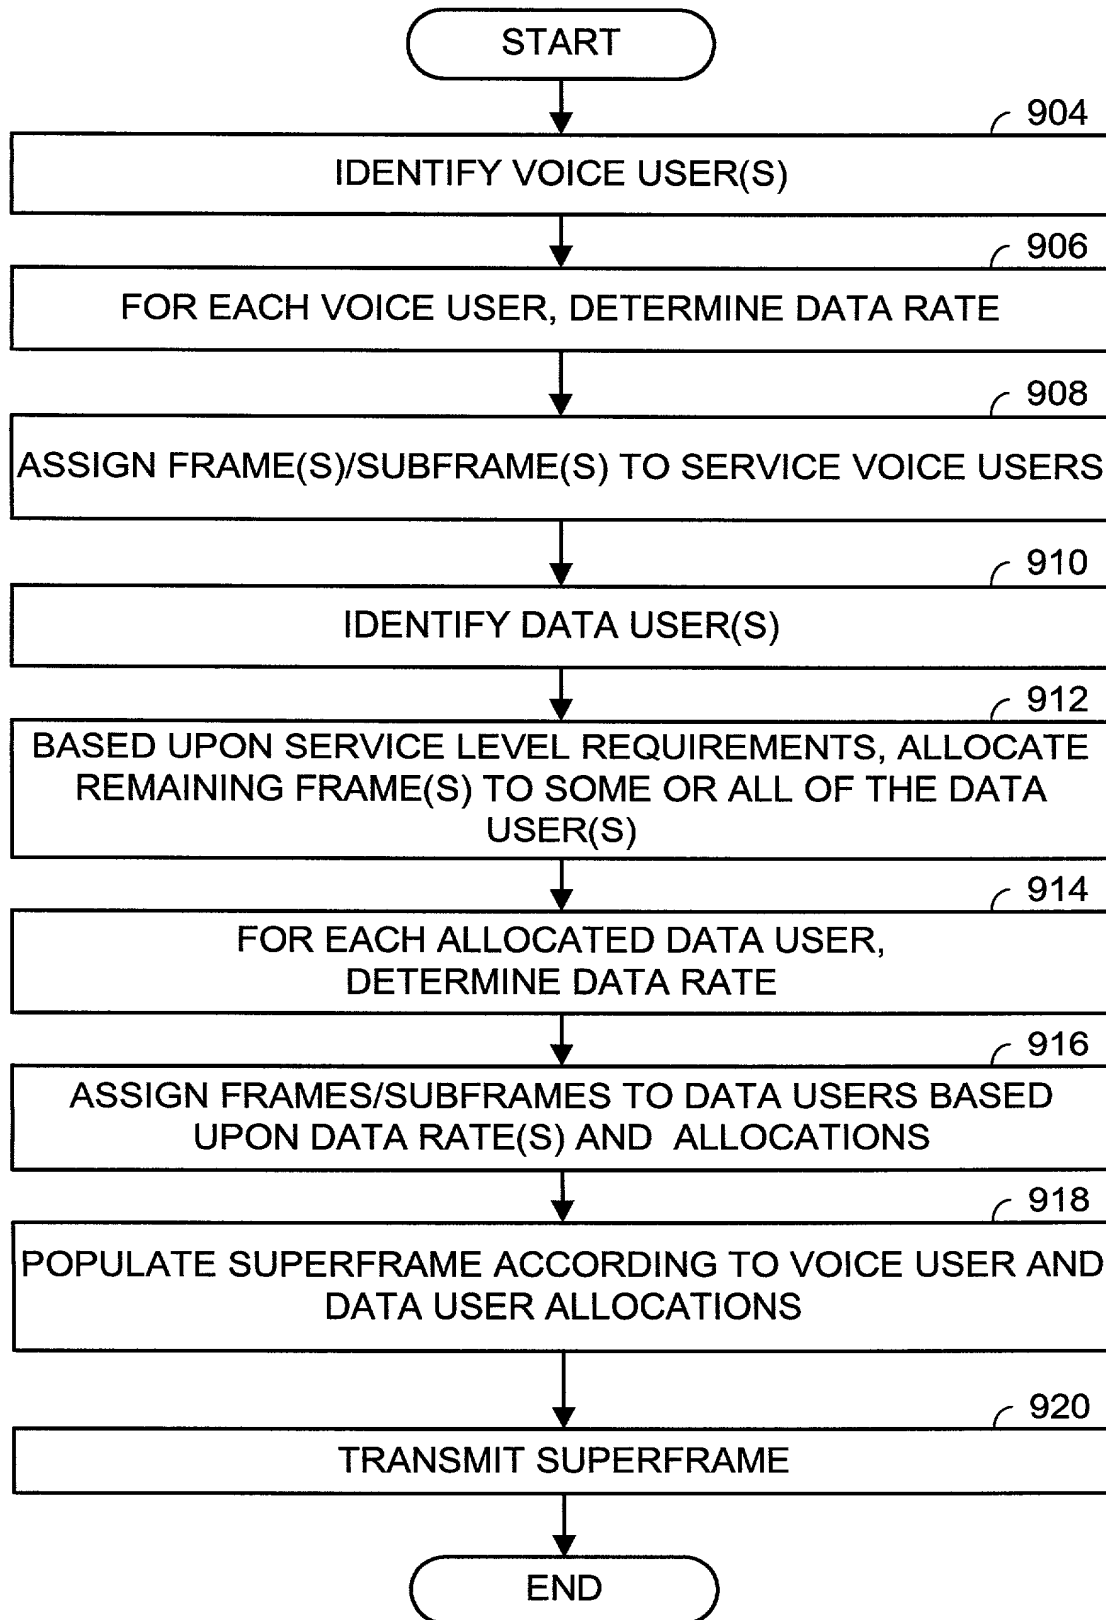 START
904
IDENTIFY VOICE USER(S)
906
FOR EACH VOICE USER, DETERMINE DATA RATE
908
ASSIGN FRAME(S)/SUBFRAME(S) TO SERVICE VOICE USERS
910
IDENTIFY DATA USER(S)
912
BASED UPON SERVICE LEVEL REQUIREMENTS, ALLOCATE
REMAINING FRAME(S) TO SOME OR ALL OF THE DATA
USER(S)
914
FOR EACH ALLOCATED DATA USER,
DETERMINE DATA RATE
916
ASSIGN FRAMES/SUBFRAMES TO DATA USERS BASED
UPON DATA RATE(S) AND ALLOCATIONS
918
POPULATE SUPERFRAME ACCORDING TO VOICE USER AND
DATA USER ALLOCATIONS
920
TRANSMIT SUPERFRAME
END